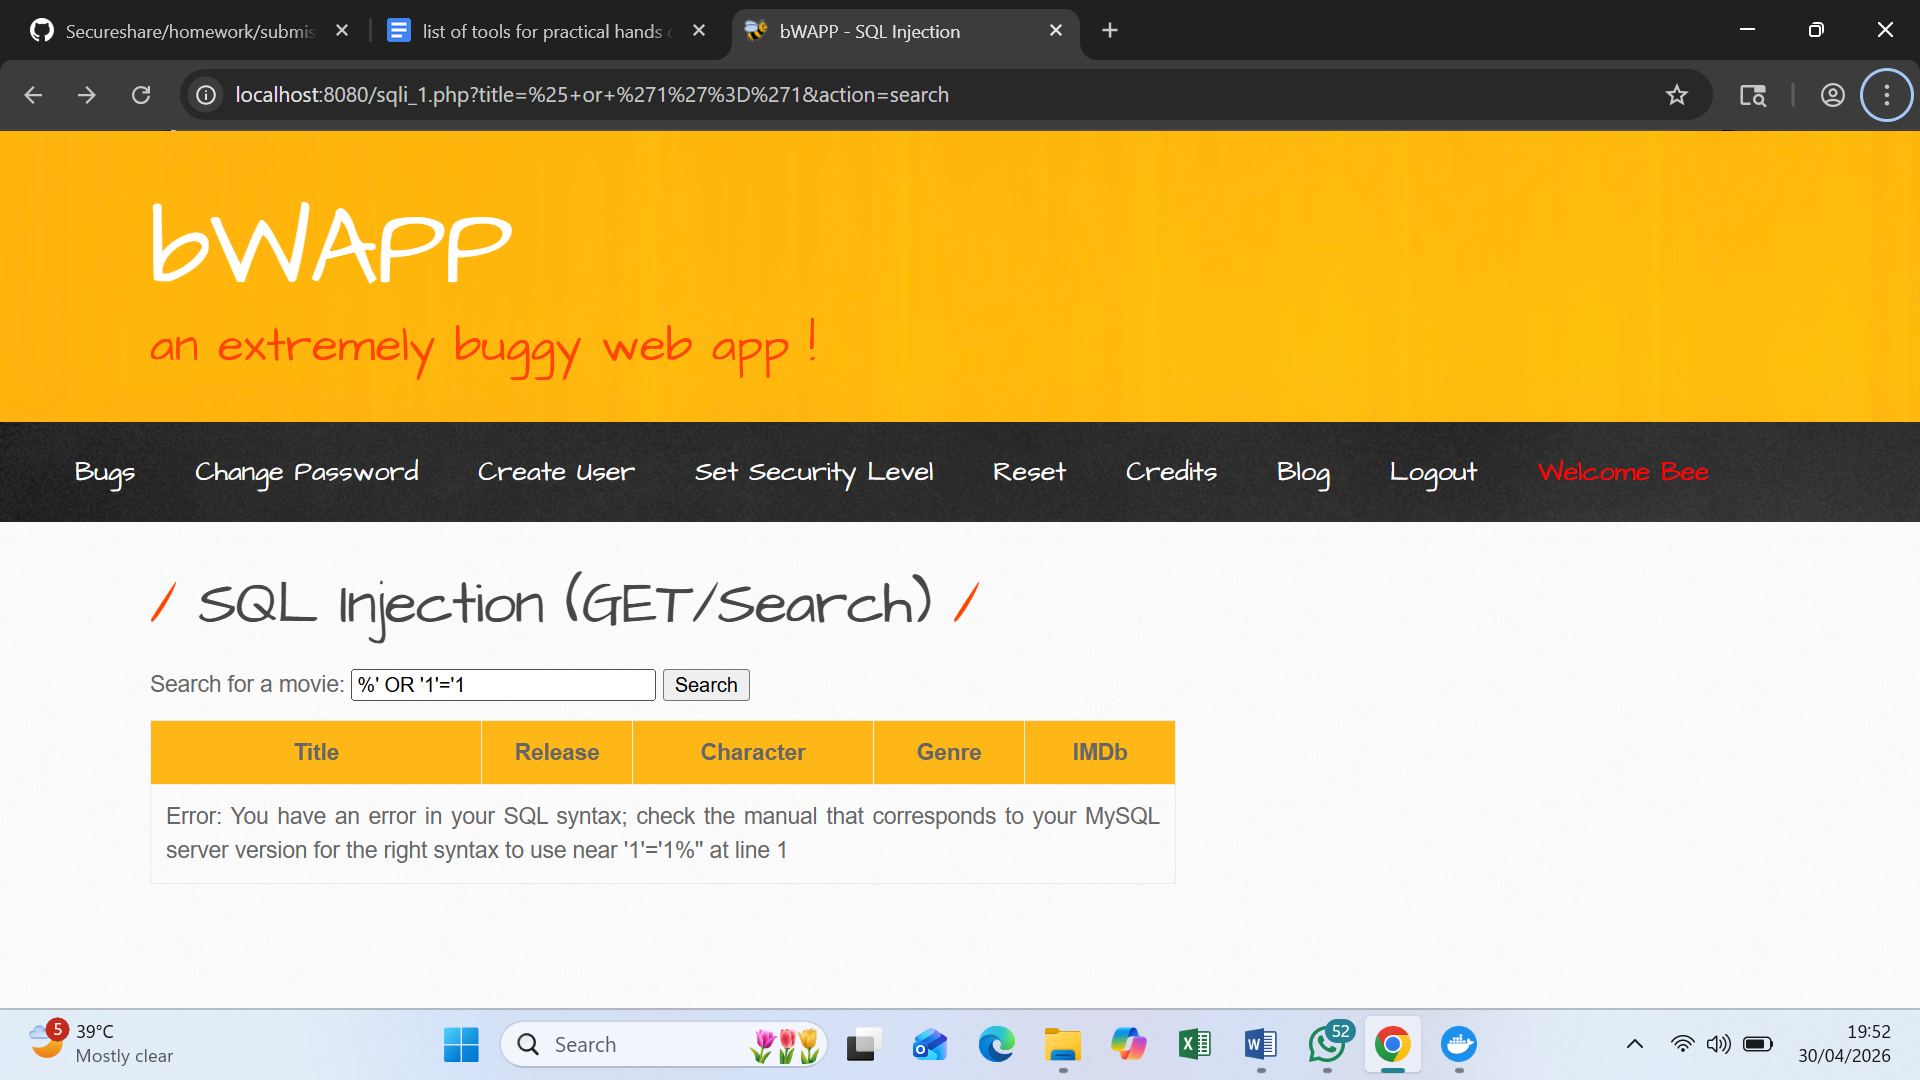 Secureshare/homework/submis
list of tools for practical hands
bWAPP - SQL Injection
localhost:8080/sqli_1.php?title=%25+or+%271%27%3D%271&action=search
bWAPP
an extremely buggy web app !
Bugs Change Password Create User Set Security Level Reset Credits Blog Logout Welcome Bee
/ SQL Injection (GET/Search) /
Search for a movie: %' OR '1'='1 Search
Title Release Character Genre IMDb
Error: You have an error in your SQL syntax; check the manual that corresponds to your MySQL
server version for the right syntax to use near '1'='1%'' at line 1
5 39°C
Mostly clear
Search
52
19:52
30/04/2026